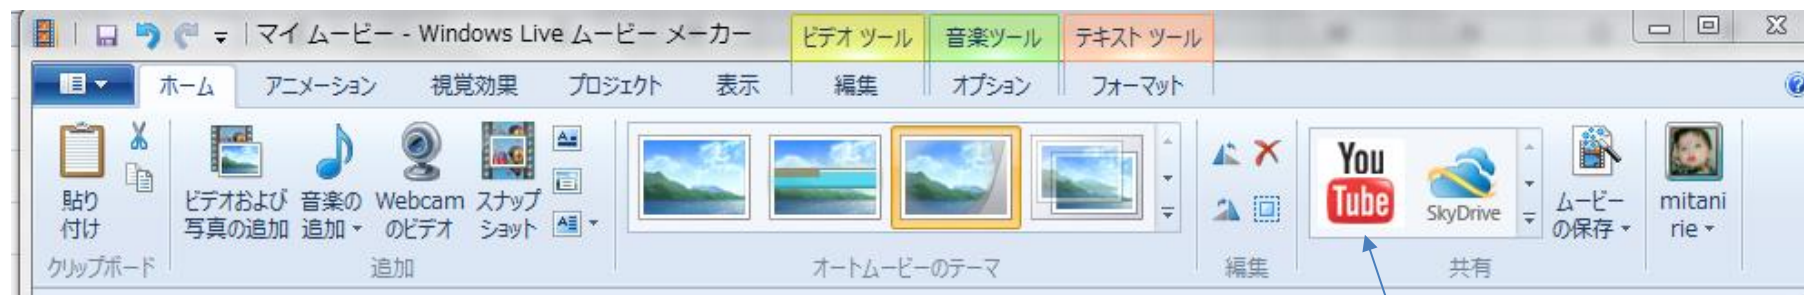 マイ ムービー - Windows Live ムービー メーカー
ビデオ ツール
音楽ツール
テキスト ツール
ホーム
アニメーション
視覚効果
プロジェクト
表示
編集
オプション
フォーマット
貼り
付け
ビデオおよび
写真の追加
音楽の
追加
Webcam
のビデオ
スナップ
ショット
You
Tube
SkyDrive
ムービー
の保存
mitani
rie
クリップボード
追加
オートムービーのテーマ
編集
共有